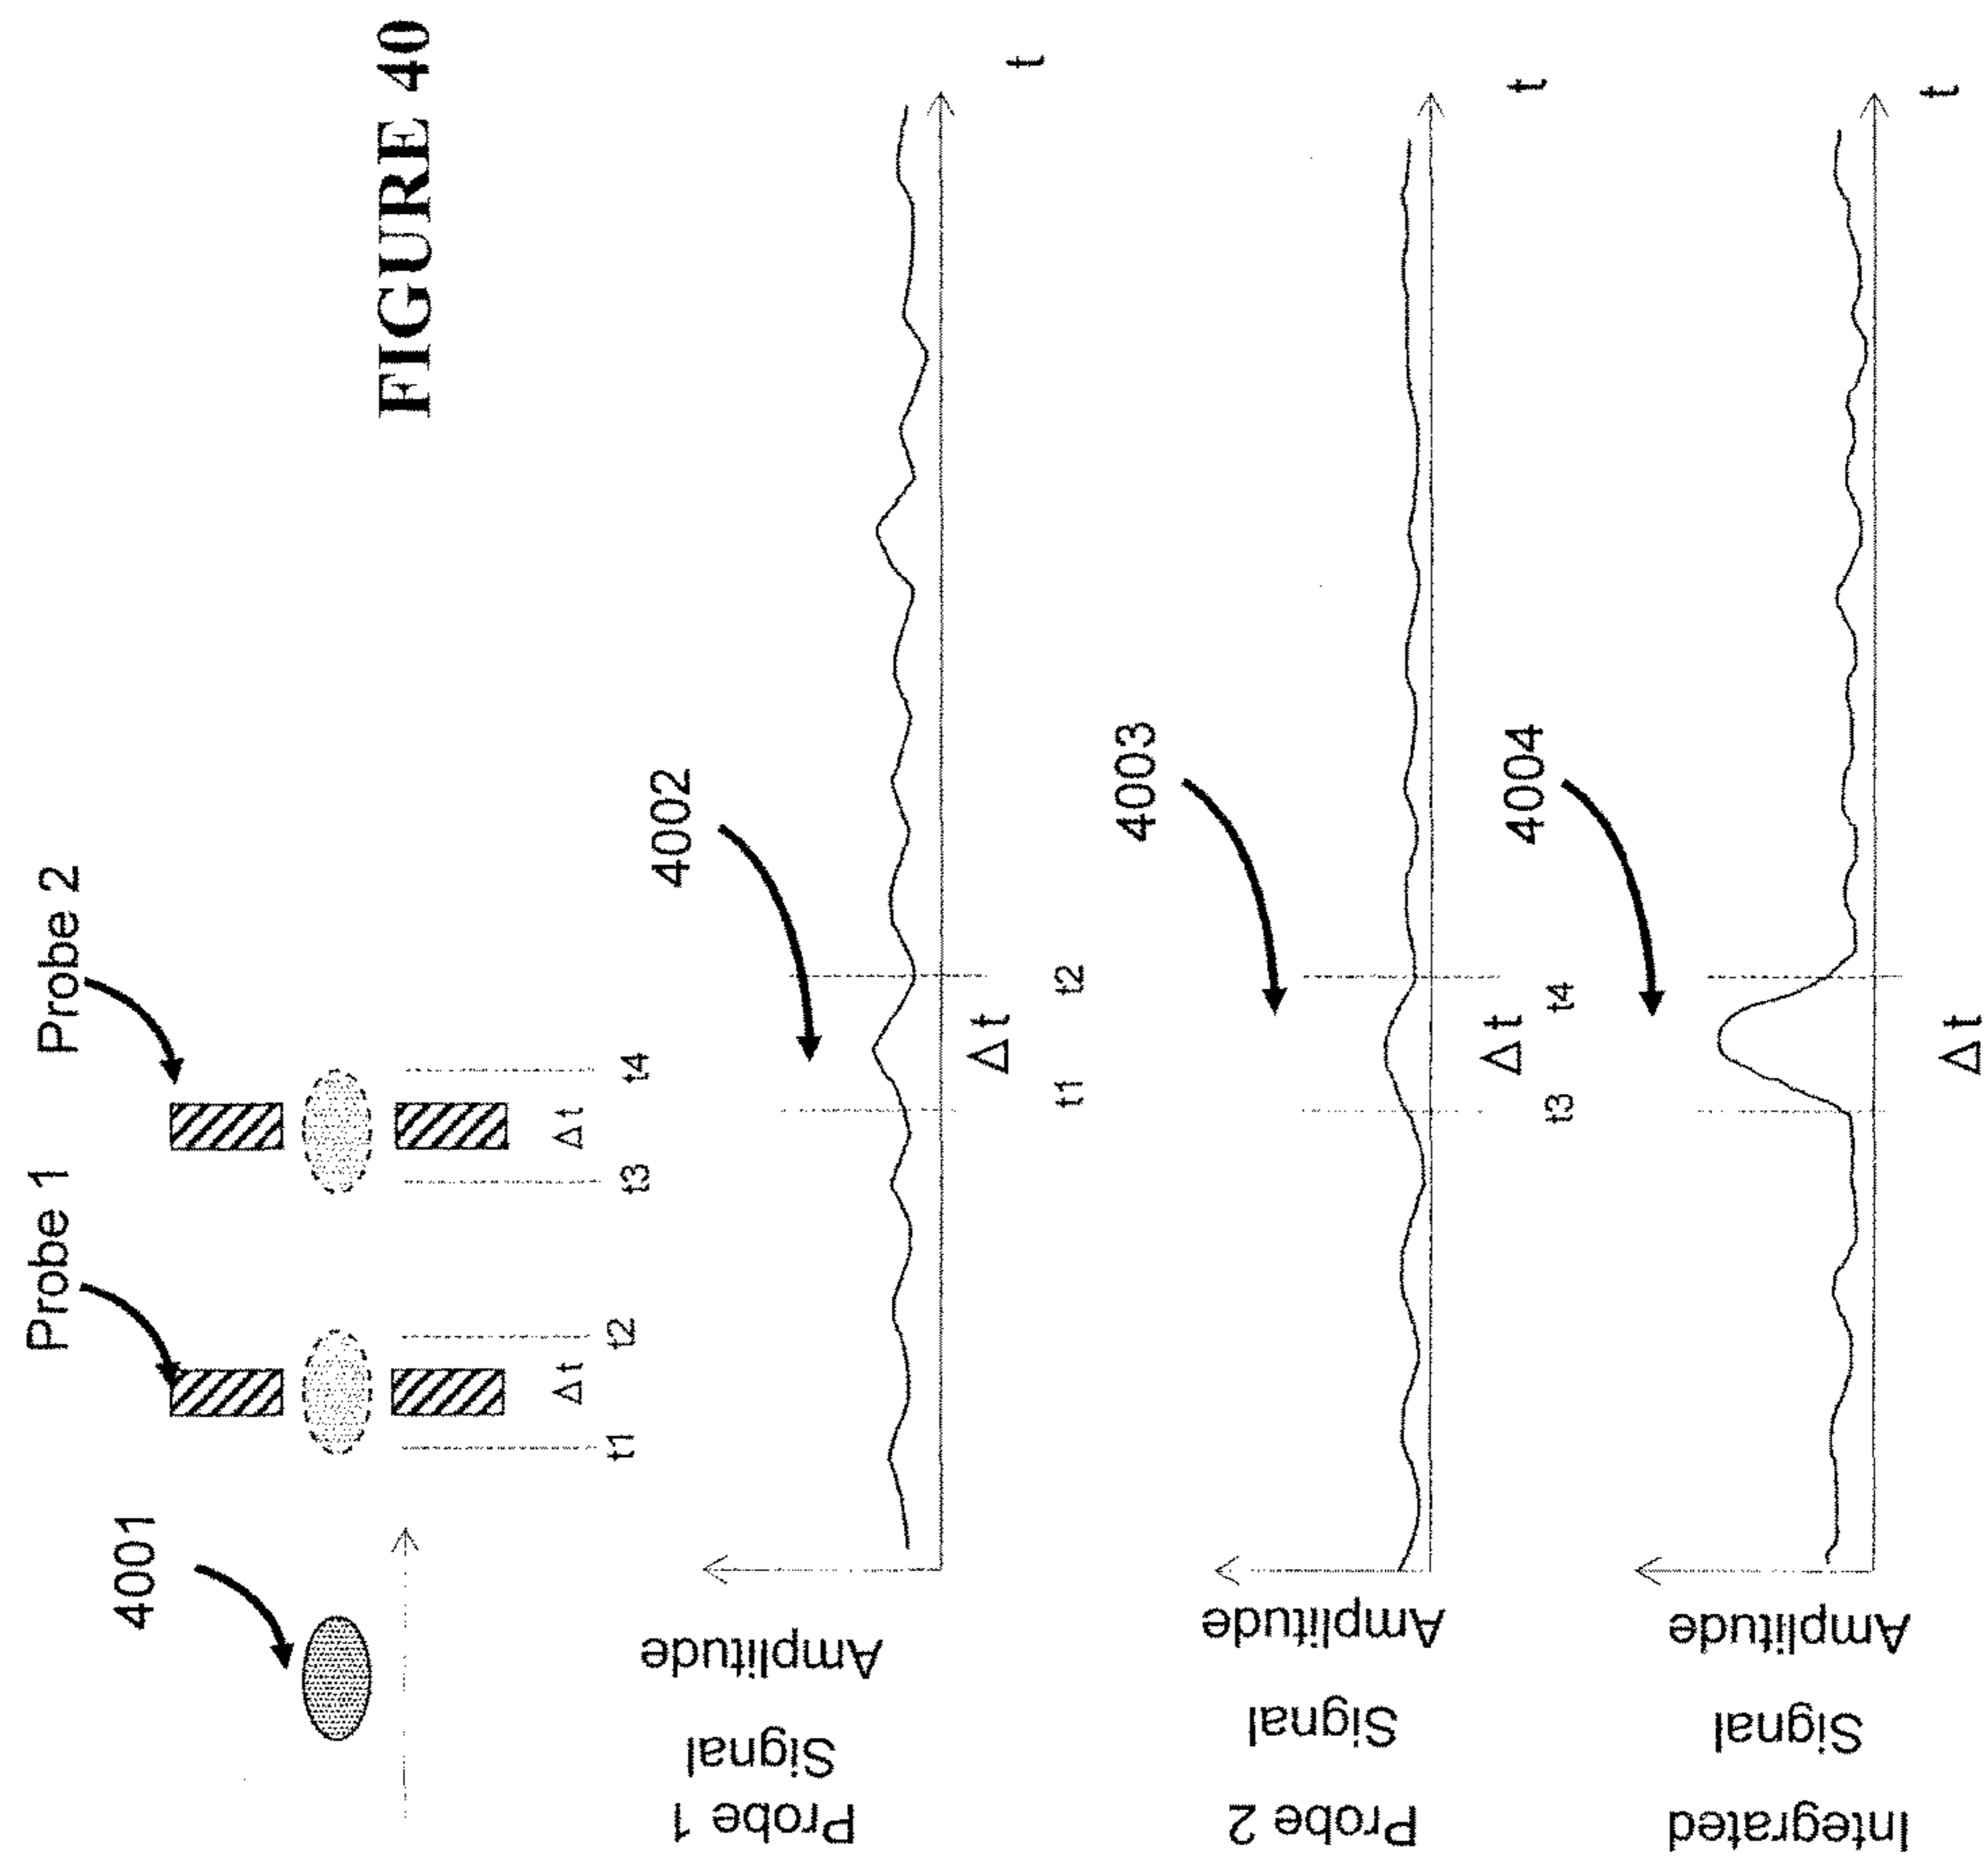 FIGURE 40
4001
Probe 1
Probe 2
t1
Δt
t2
t3
Δt
t4
4002
Probe 1
Signal
Amplitude
t1
t2
Δt
t
4003
Probe 2
Signal
Amplitude
t3
t4
Δt
t
4004
Integrated
Signal
Amplitude
Δt
t